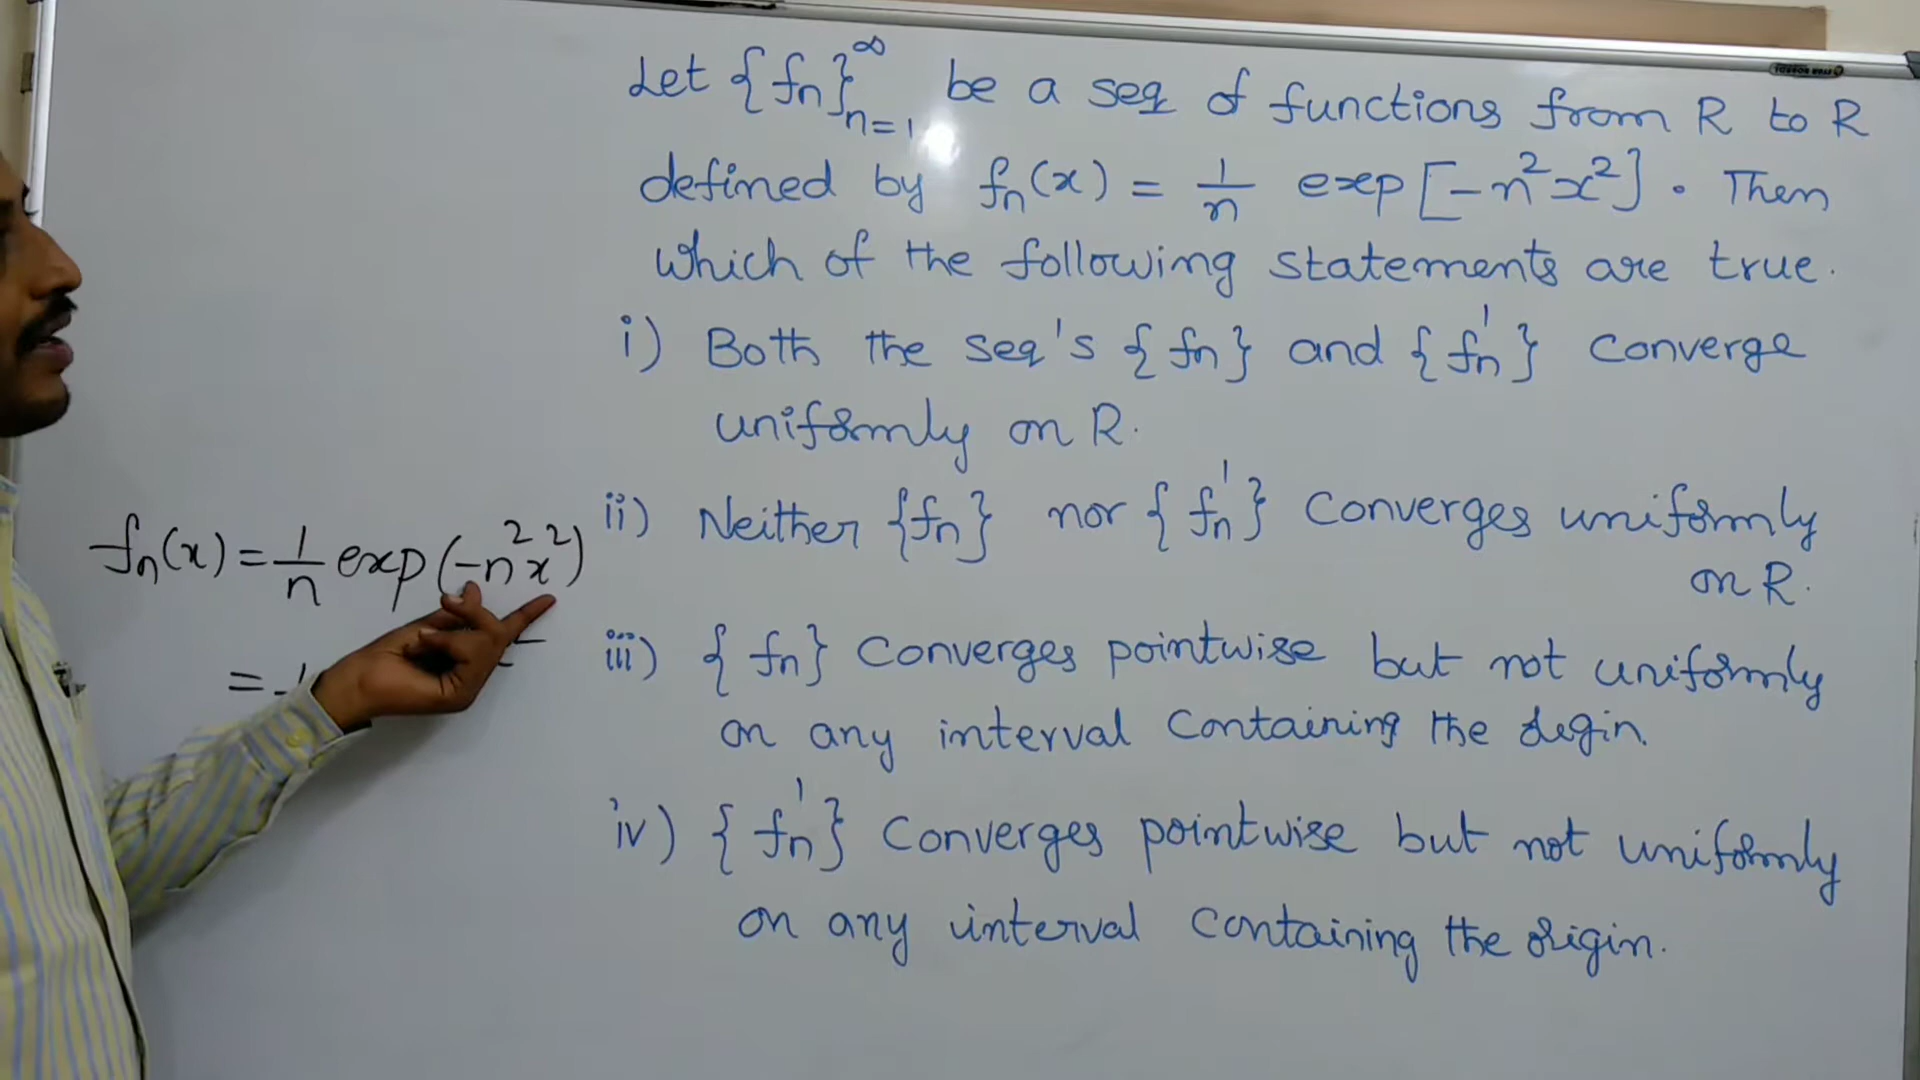 Let {fn}∞n=1 be a seq of functions from R to R
defined by fn(x) = 1/n exp[-n²x²]. Then
which of the following statements are true.
i) Both the seq's {fn} and {fn'} converge
uniformly on R.
ii) Neither {fn} nor {fn'} converges uniformly
on R.
iii) {fn} converges pointwise but not uniformly
on any interval containing the origin.
iv) {fn'} converges pointwise but not uniformly
on any interval containing the origin.
fn(x) = 1/n exp(-n²x²)
=